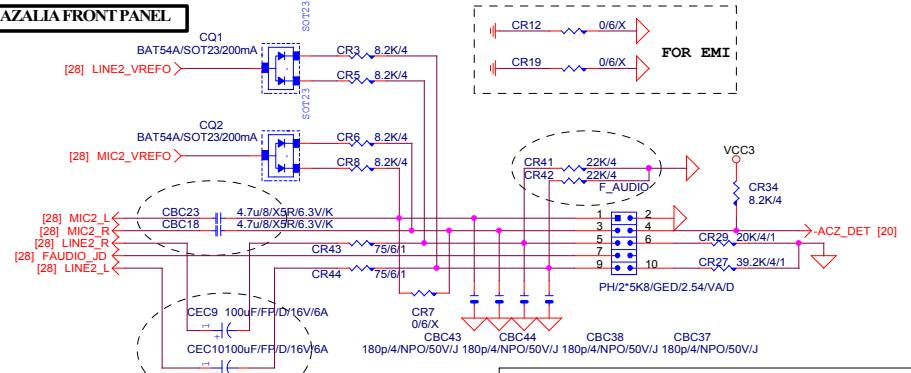 AZALIA FRONT PANEL
SOT23
CQ1
BAT54A/SOT23/200mA
[28] LINE2_VREFO
CR3 8.2K/4
CR5 8.2K/4
CR12 0/6/X
CR19 0/6/X
FOR EMI
SOT23
CQ2
BAT54A/SOT23/200mA
[28] MIC2_VREFO
CR6 8.2K/4
CR8 8.2K/4
CR41 22K/4
CR42 22K/4
F_AUDIO
VCC3
CR34
8.2K/4
[28] MIC2_L
CBC23 4.7u/8/X5R/6.3V/K
[28] MIC2_R
CBC18 4.7u/8/X5R/6.3V/K
[28] LINE2_R
[28] FAUDIO_JD
[28] LINE2_L
CR43 75/6/1
CR44 75/6/1
1 2
3 4
5 6
7
9 10
-ACZ_DET [20]
CR29 20K/4/1
CR27 39.2K/4/1
PH/2*5K8/GED/2.54/VA/D
CR7
0/6/X
CEC9 100uF/FP/D/16V/6A
1
+
CEC10100uF/FP/D/16V/6A
1
+
CBC43 CBC44 CBC38 CBC37
180p/4/NPO/50V/J 180p/4/NPO/50V/J 180p/4/NPO/50V/J 180p/4/NPO/50V/J